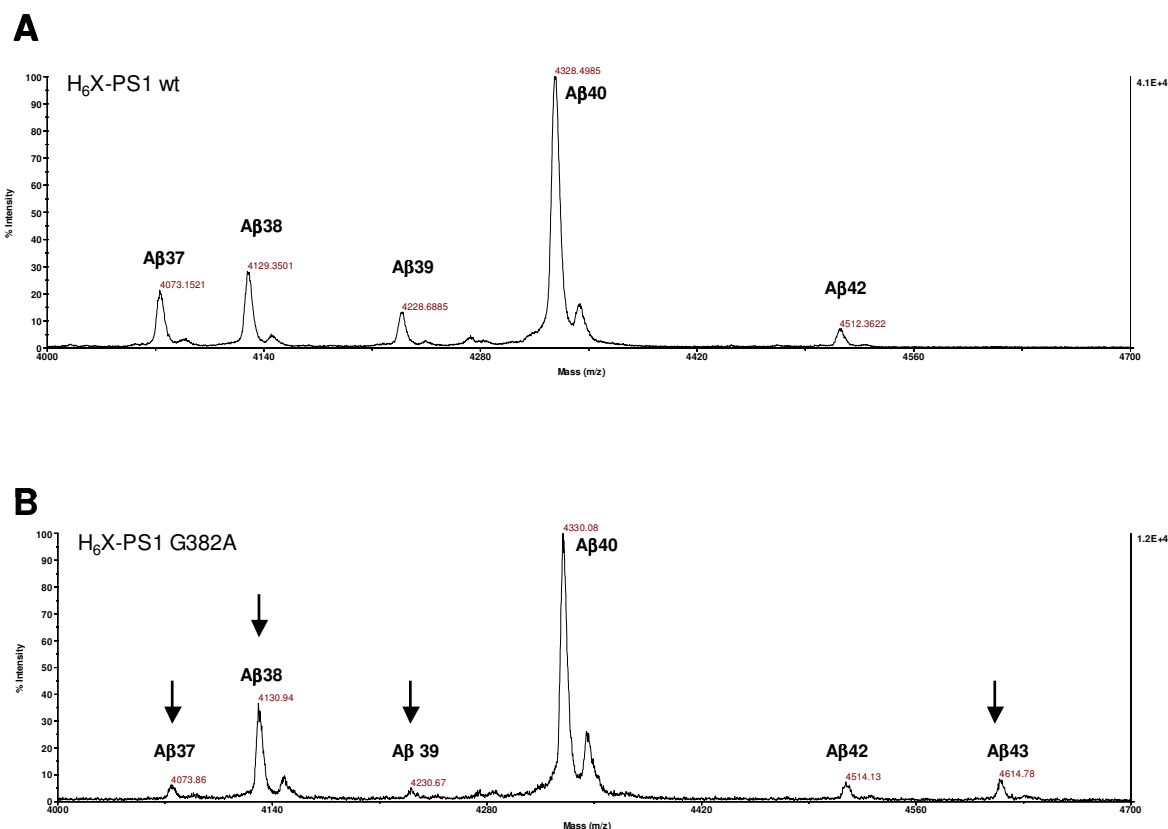 A
H₆X-PS1 wt
4328.4985
Aβ40
4.1E+4
Aβ38
Aβ37
Aβ39
Aβ42
4129.3501
4073.1521
4228.6885
4512.3622
100
90
80
70
60
50
40
30
20
10
0
% Intensity
4000 4140 4280 4420 4560 4700
Mass (m/z)
B
H₆X-PS1 G382A
4330.08
Aβ40
1.2E+4
Aβ38
4130.94
Aβ37
Aβ 39
Aβ42
Aβ43
4073.86
4230.67
4514.13
4614.78
100
90
80
70
60
50
40
30
20
10
0
% Intensity
4000 4140 4280 4420 4560 4700
Mass (m/z)